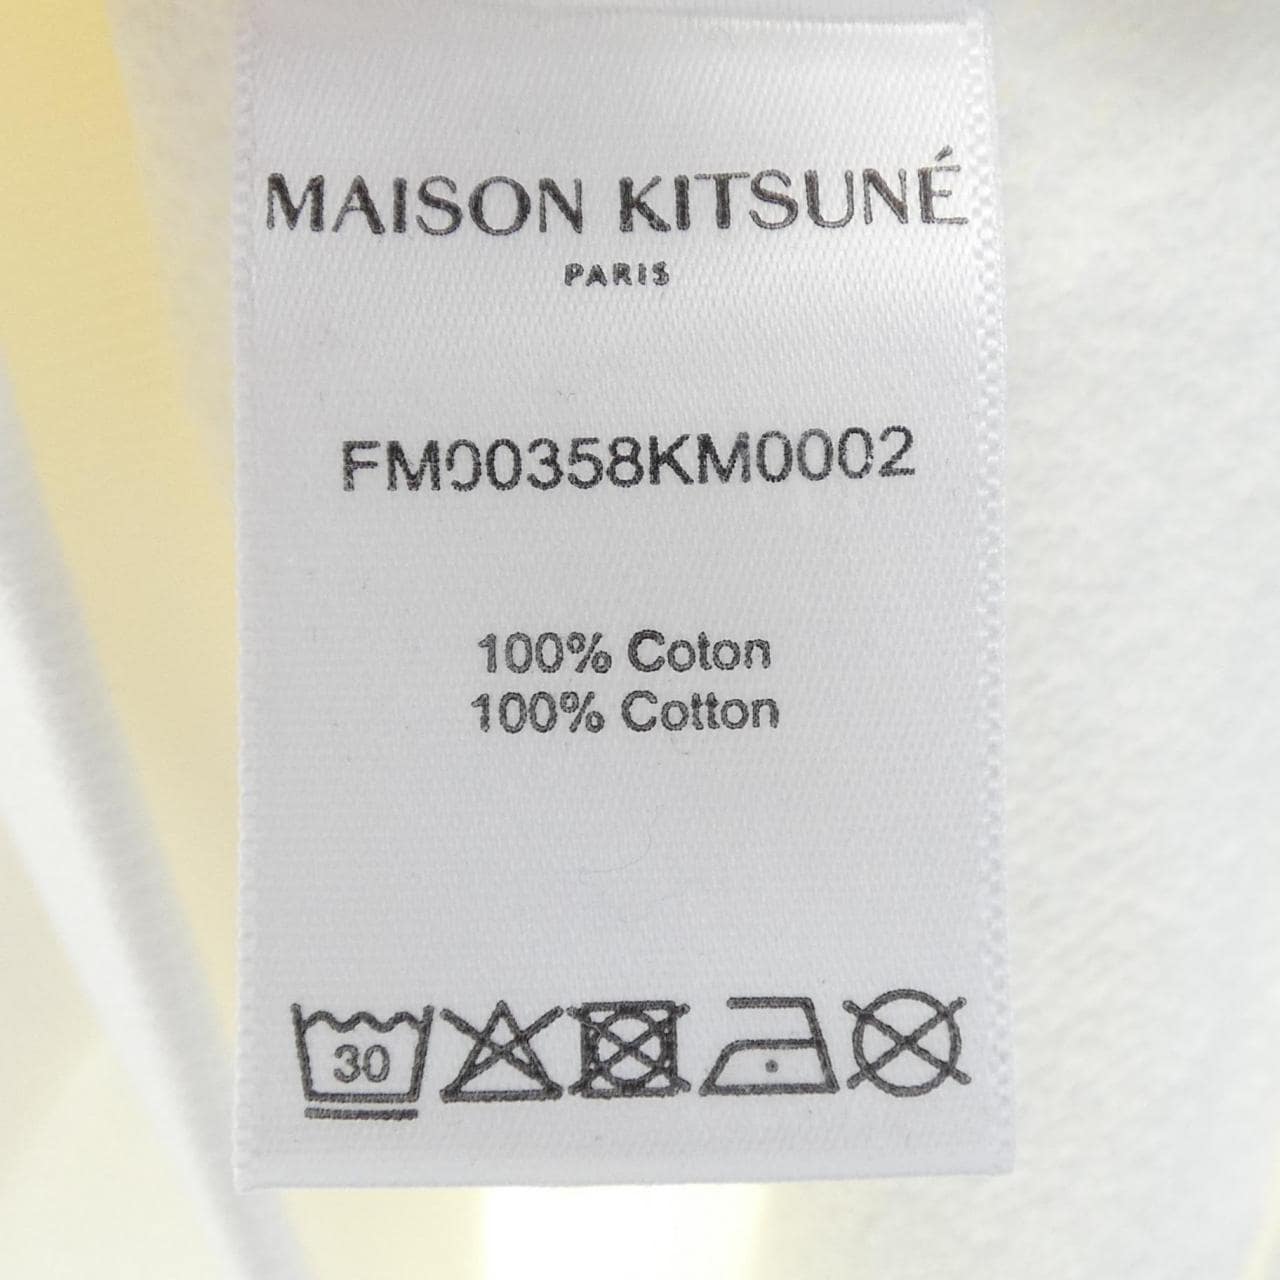 MAISON KITSUNÉ
PARIS
FM00358KM0002
100% Coton
100% Cotton
30